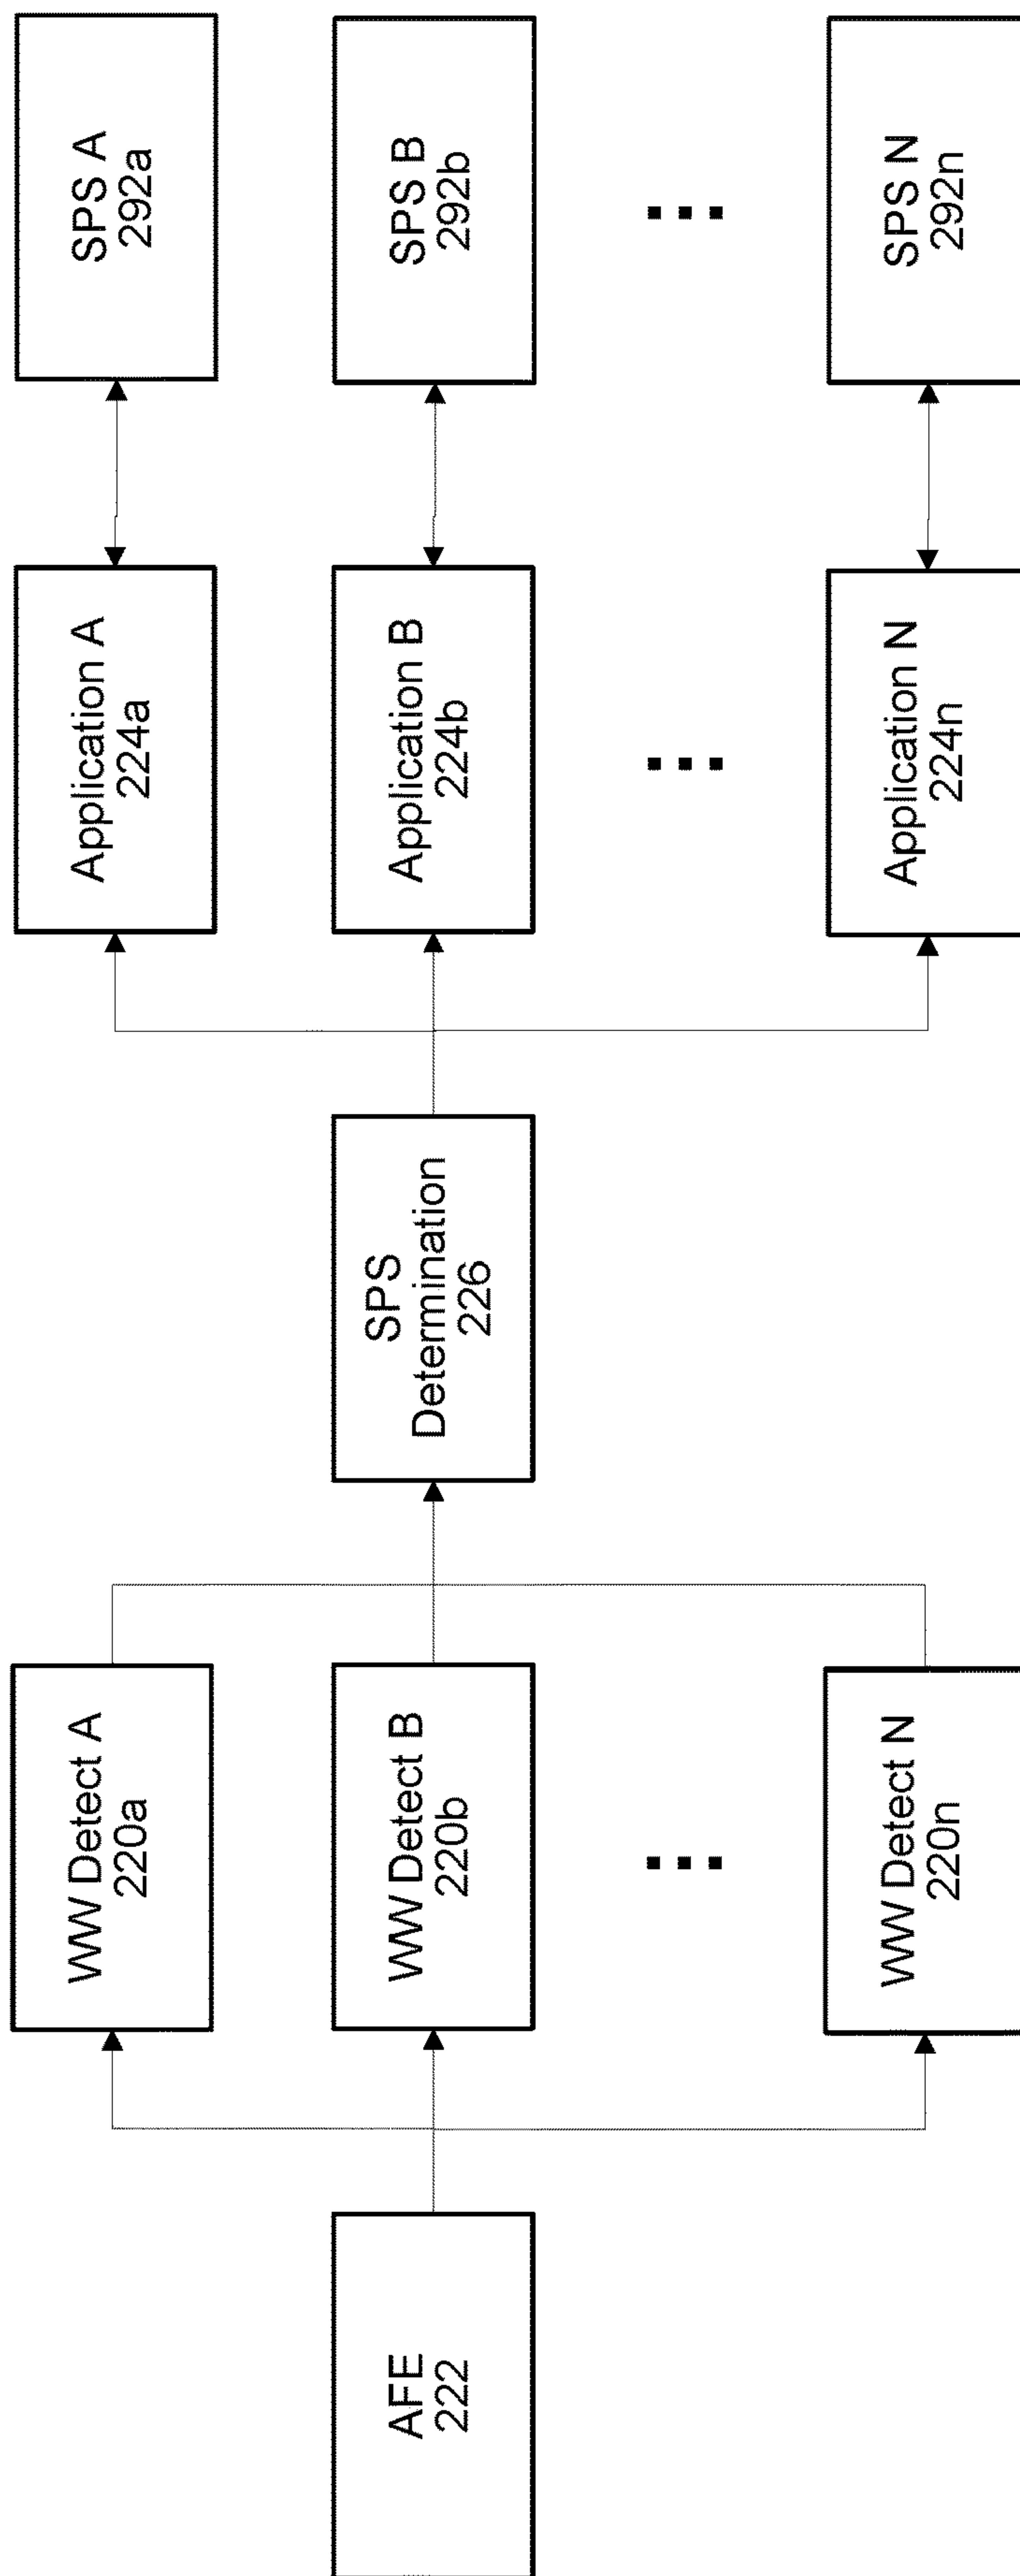 AFE
222
WW Detect A
220a
WW Detect B
220b
WW Detect N
220n
SPS
Determination
226
Application A
224a
Application B
224b
Application N
224n
SPS A
292a
SPS B
292b
SPS N
292n